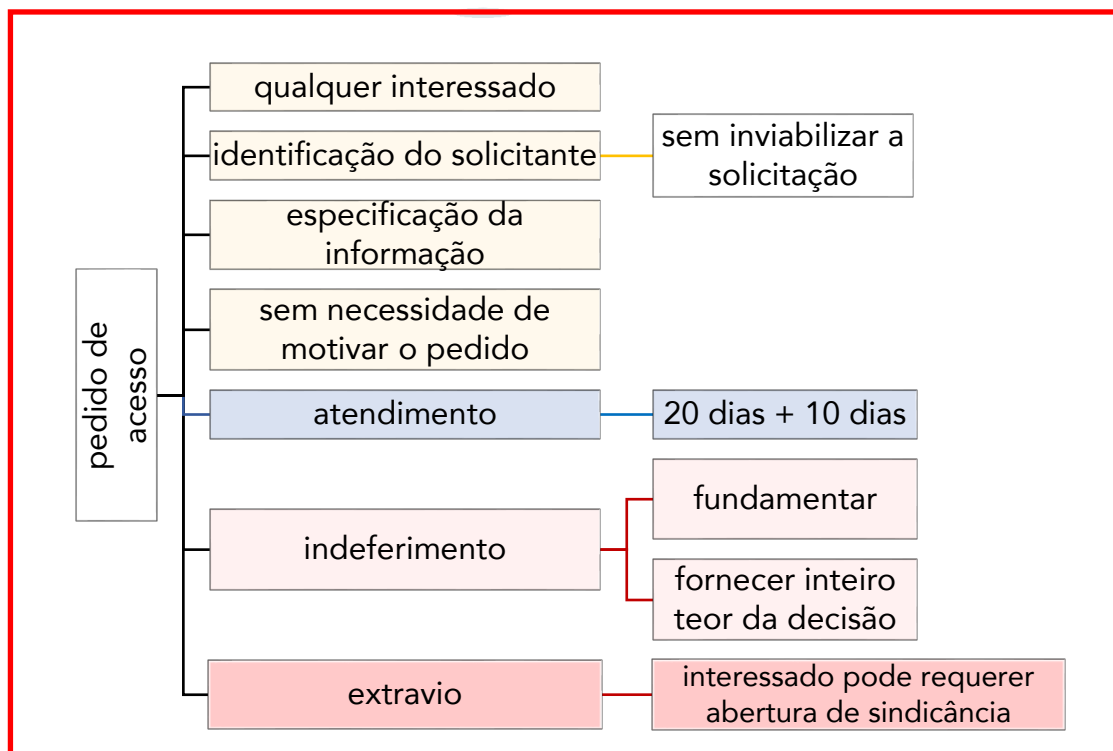 qualquer interessado
identificação do solicitante
sem inviabilizar a
solicitação
especificação da
informação
sem necessidade de
motivar o pedido
pedido de
acesso
atendimento
20 dias + 10 dias
indeferimento
fundamentar
fornecer inteiro
teor da decisão
extravio
interessado pode requerer
abertura de sindicância